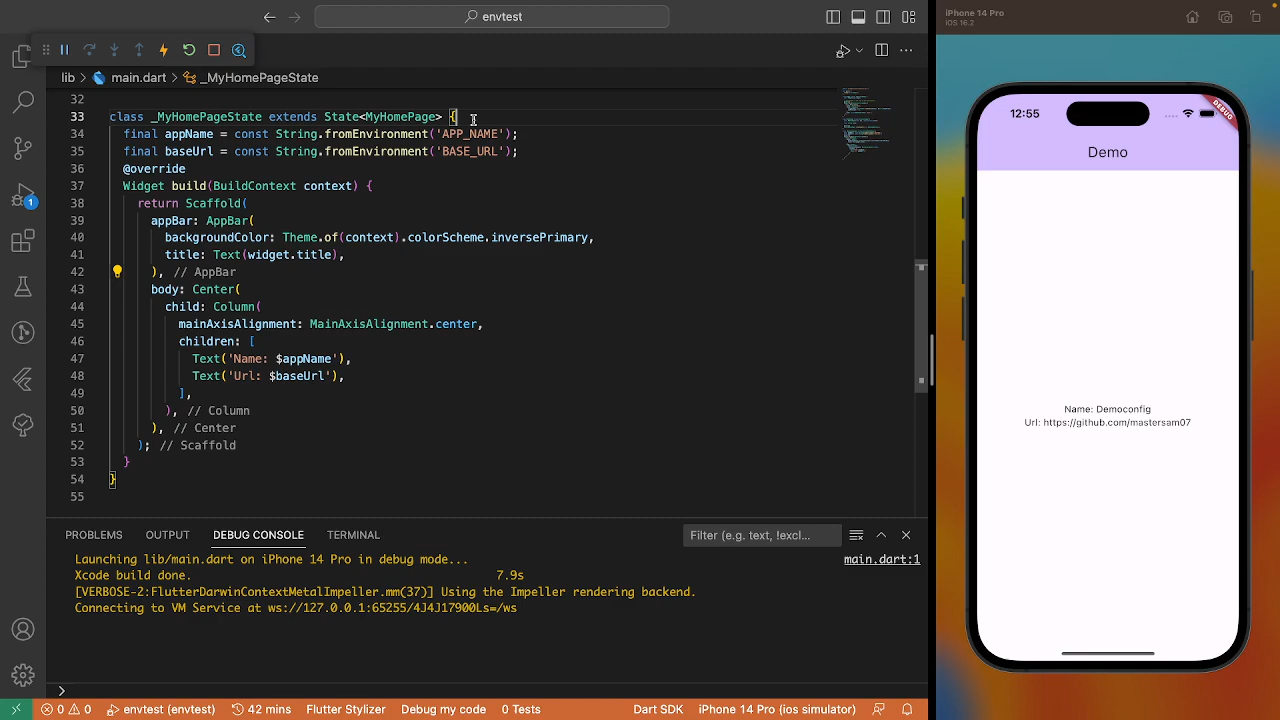 envtest
lib > main.dart > _MyHomePageState
32
33 class _MyHomePageState extends State<MyHomePage> {
34 final appName = const String.fromEnvironment('APP_NAME');
35 final baseUrl = const String.fromEnvironment('BASE_URL');
36 @override
37 Widget build(BuildContext context) {
38 return Scaffold(
39 appBar: AppBar(
40 backgroundColor: Theme.of(context).colorScheme.inversePrimary,
41 title: Text(widget.title),
42 ), // AppBar
43 body: Center(
44 child: Column(
45 mainAxisAlignment: MainAxisAlignment.center,
46 children: [
47 Text('Name: $appName'),
48 Text('Url: $baseUrl'),
49 ],
50 ), // Column
51 ), // Center
52 ); // Scaffold
53 }
54 }
55
1
PROBLEMS OUTPUT DEBUG CONSOLE TERMINAL Filter (e.g. text, !excl...
Launching lib/main.dart on iPhone 14 Pro in debug mode... main.dart:1
Xcode build done. 7.9s
[VERBOSE-2:FlutterDarwinContextMetalImpeller.mm(37)] Using the Impeller rendering backend.
Connecting to VM Service at ws://127.0.0.1:65255/4J4J17900Ls=/ws
>
0 0 envtest (envtest) 42 mins Flutter Stylizer Debug my code 0 Tests Dart SDK iPhone 14 Pro (ios simulator)
iPhone 14 Pro
iOS 16.2
12:55
DEBUG
Demo
Name: Democonfig
Url: https://github.com/mastersam07